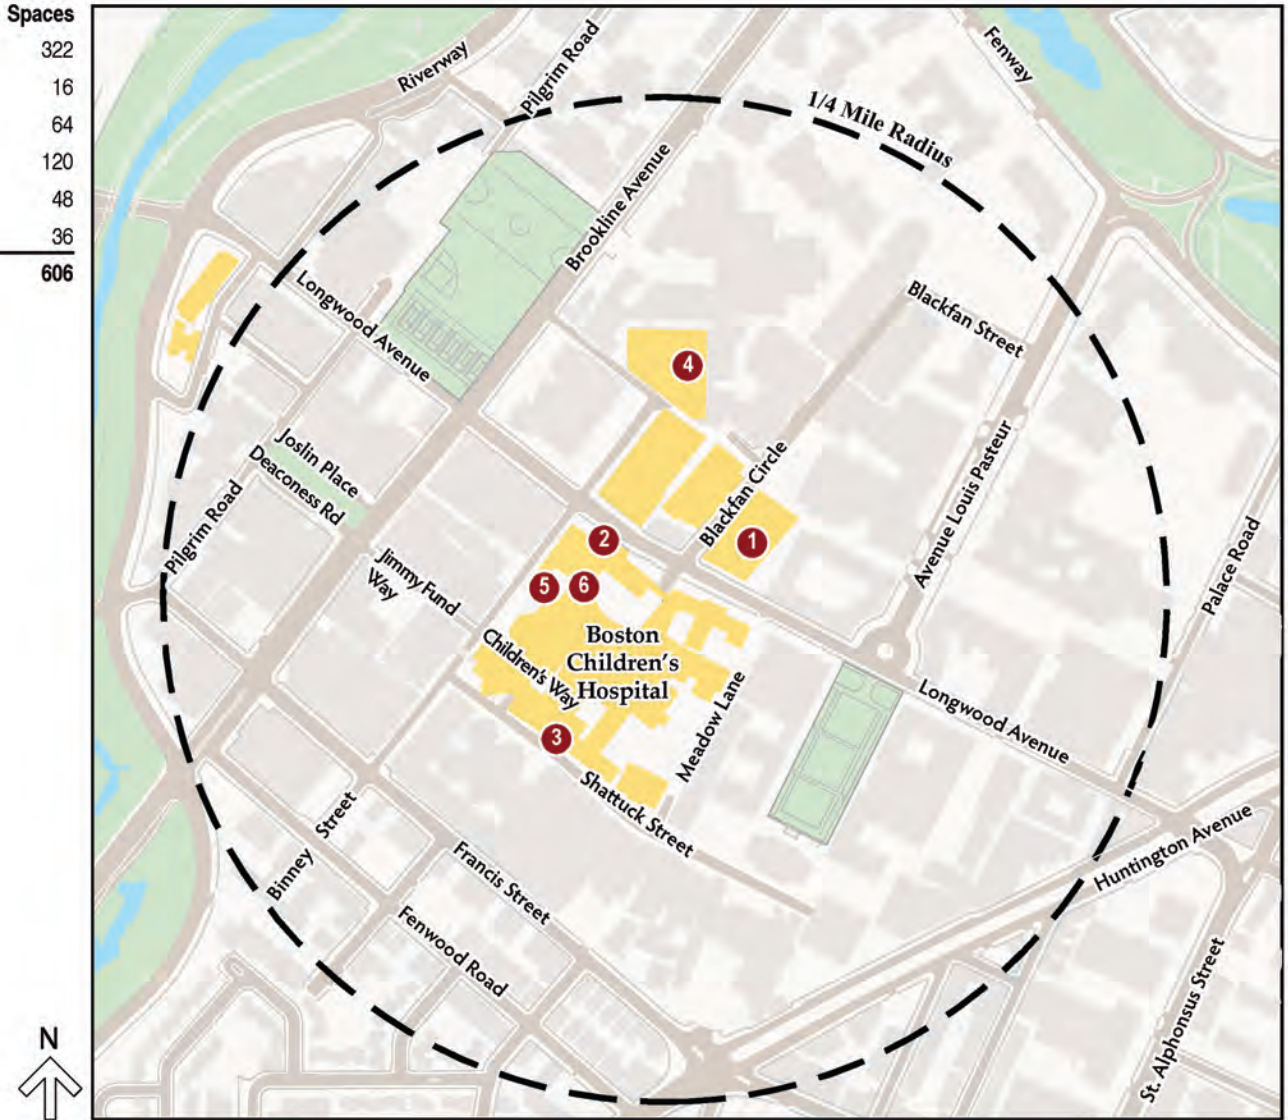 Spaces
322
16
64
120
48
36
606
Riverway
Pilgrim Road
Fenway
1/4 Mile Radius
Brookline Avenue
Longwood Avenue
Blackfan Street
4
Joslin Place
Deaconess Rd
Pilgrim Road
Blackfan Circle
Avenue Louis Pasteur
Palace Road
1
2
Jimmy Fund
Way
5
6
Boston
Children's
Hospital
Children's Way
Meadow Lane
3
Longwood Avenue
Shattuck Street
Binney Street
Francis Street
Huntington Avenue
Fenwood Road
St. Alphonsus Street
N